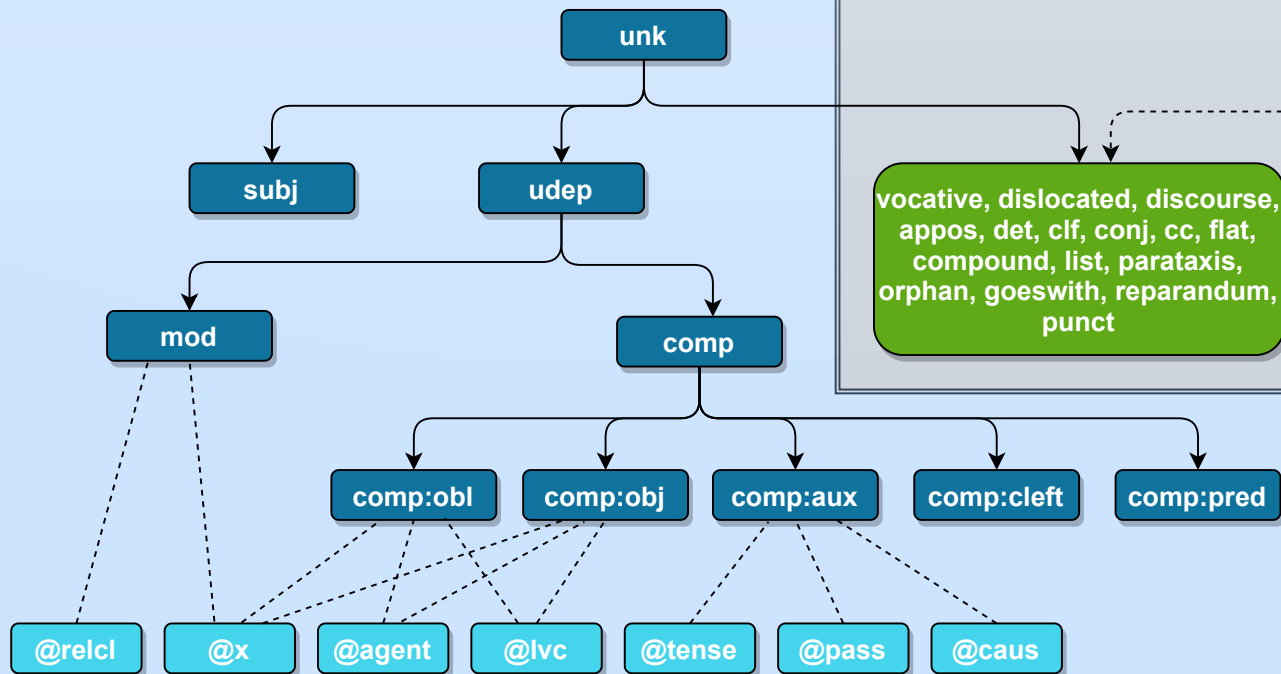 unk
subj
udep
vocative, dislocated, discourse,
appos, det, clf, conj, cc, flat,
compound, list, parataxis,
orphan, goeswith, reparandum,
punct
mod
comp
comp:obl
comp:obj
comp:aux
comp:cleft
comp:pred
@relcl
@x
@agent
@lvc
@tense
@pass
@caus